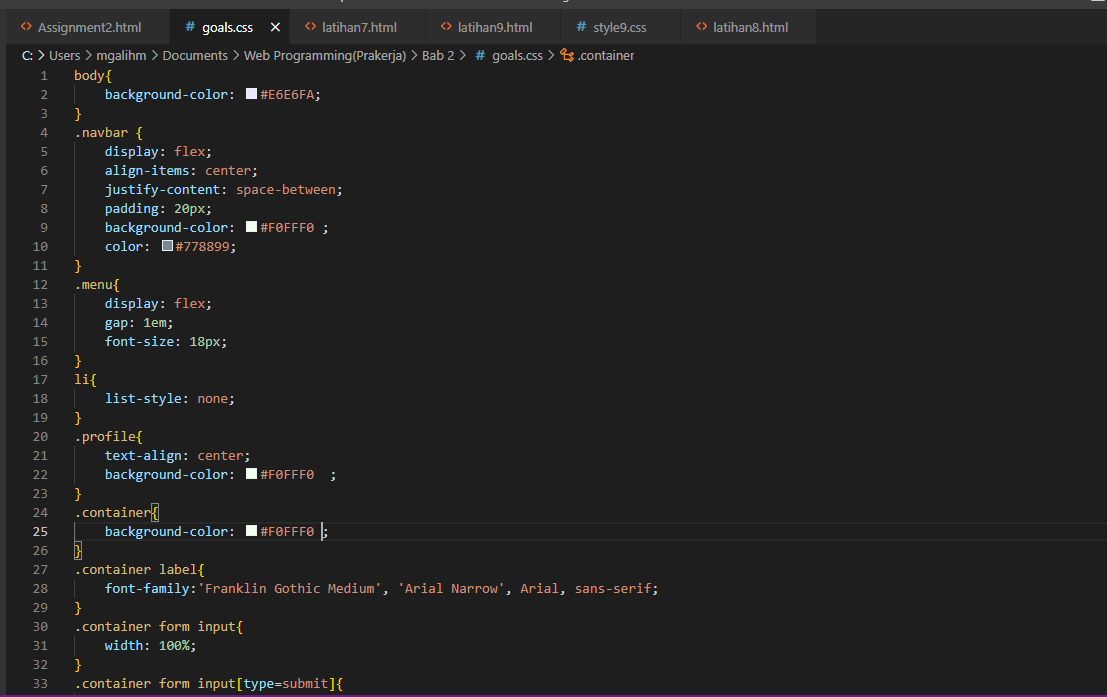 Assignment2.html # goals.css × latihan7.html latihan9.html # style9.css latihan8.html
C: > Users > mgalihm > Documents > Web Programming(Prakerja) > Bab 2 > # goals.css > .container
1 body{
2     background-color: #E6E6FA;
3 }
4 .navbar {
5     display: flex;
6     align-items: center;
7     justify-content: space-between;
8     padding: 20px;
9     background-color: #F0FFF0 ;
10     color: #778899;
11 }
12 .menu{
13     display: flex;
14     gap: 1em;
15     font-size: 18px;
16 }
17 li{
18     list-style: none;
19 }
20 .profile{
21     text-align: center;
22     background-color: #F0FFF0  ;
23 }
24 .container{
25     background-color: #F0FFF0 ;
26 }
27 .container label{
28     font-family:'Franklin Gothic Medium', 'Arial Narrow', Arial, sans-serif;
29 }
30 .container form input{
31     width: 100%;
32 }
33 .container form input[type=submit]{